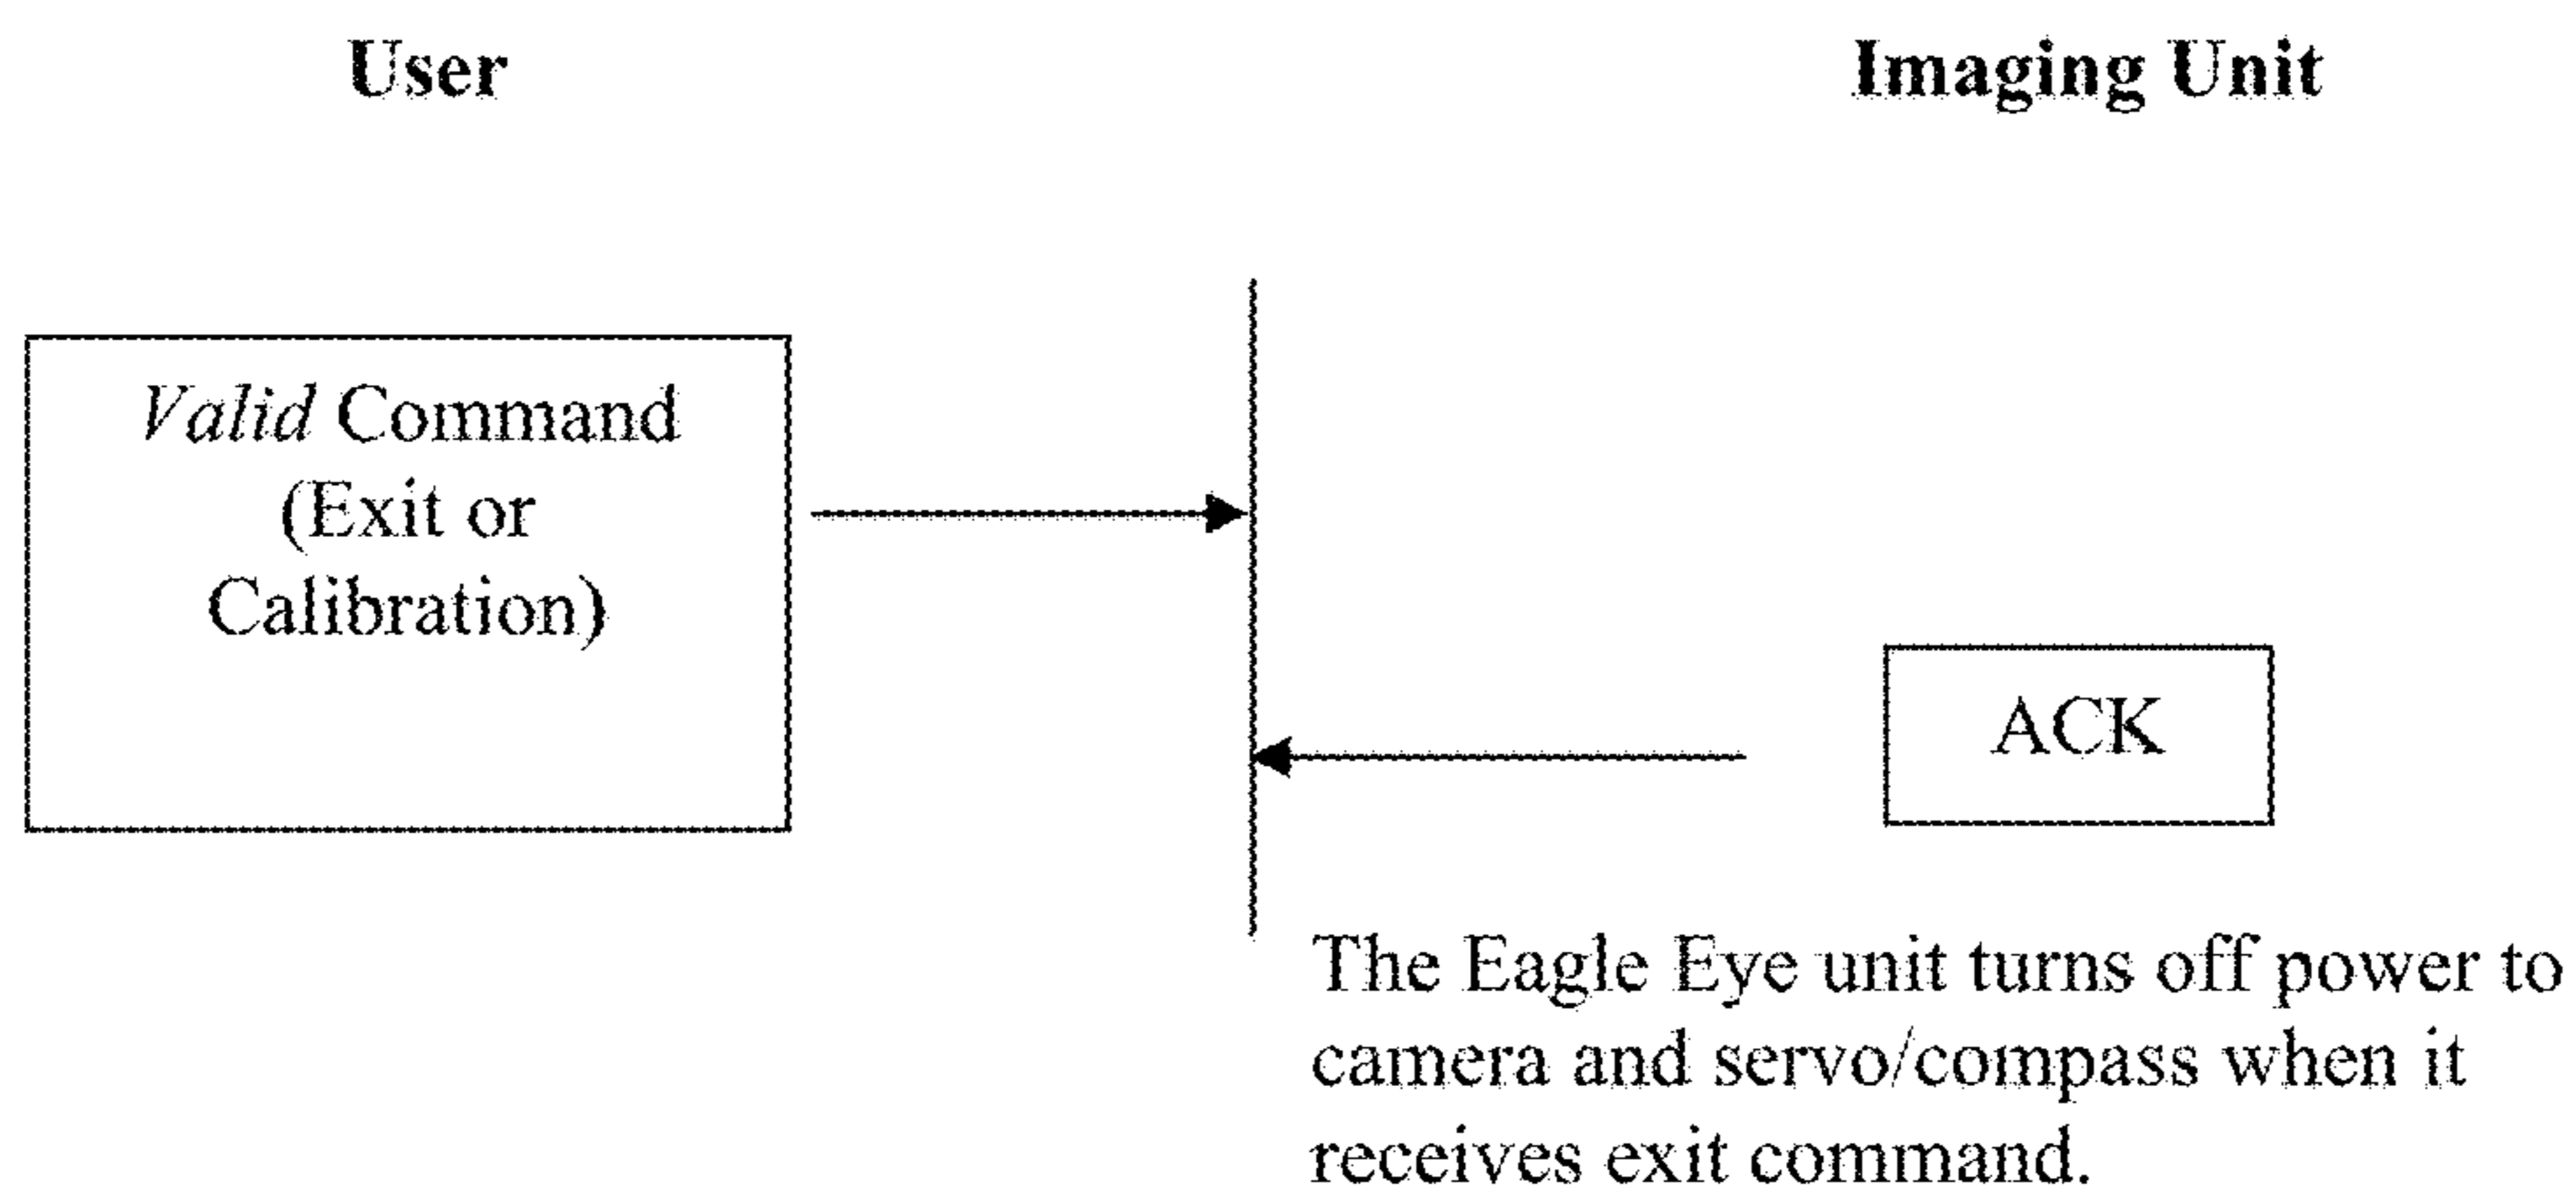 User
Imaging Unit
Valid Command
(Exit or
Calibration)
ACK
The Eagle Eye unit turns off power to
camera and servo/compass when it
receives exit command.